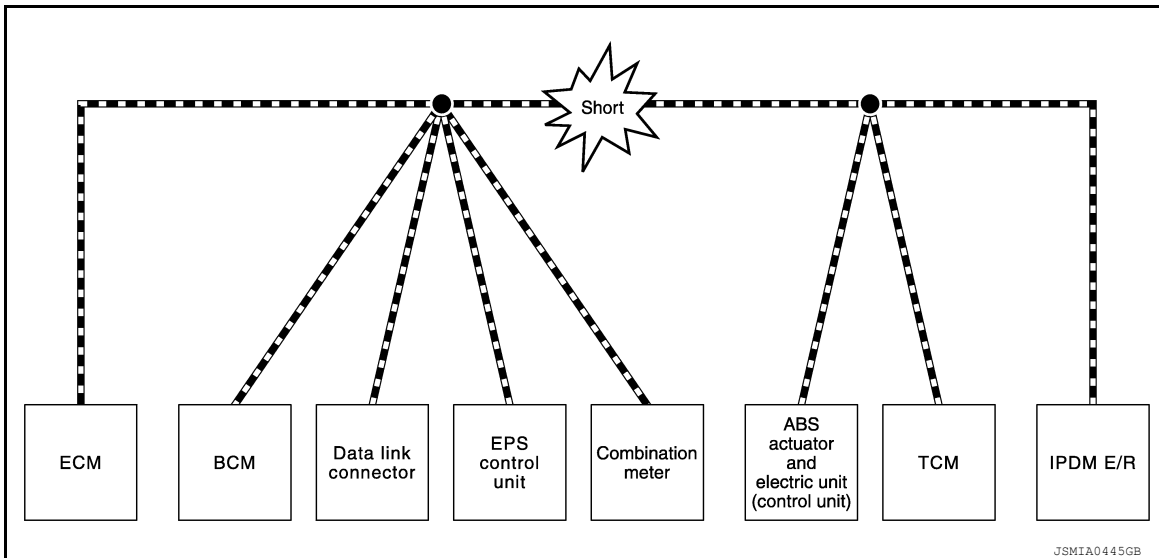 Short
ECM
BCM
Data link
connector
EPS
control
unit
Combination
meter
ABS
actuator
and
electric unit
(control unit)
TCM
IPDM E/R
JSMIA0445GB